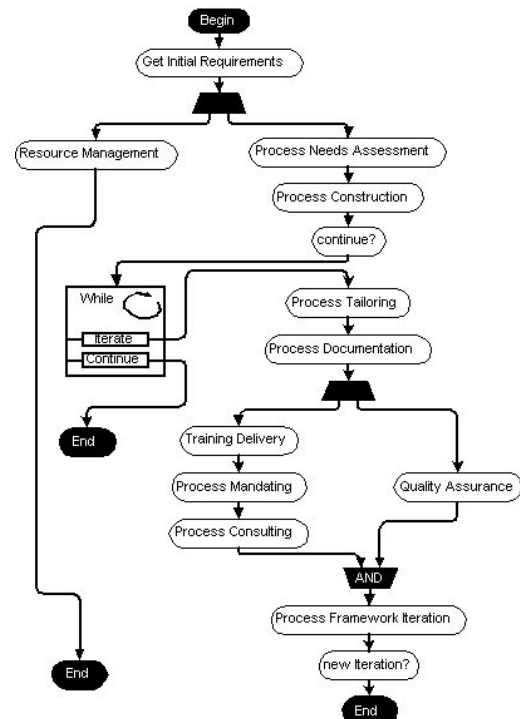 Begin
Get Initial Requirements
Resource Management
Process Needs Assessment
Process Construction
continue?
While
Iterate
Continue
Process Tailoring
Process Documentation
End
Training Delivery
Process Mandating
Quality Assurance
Process Consulting
AND
Process Framework Iteration
End
new Iteration?
End